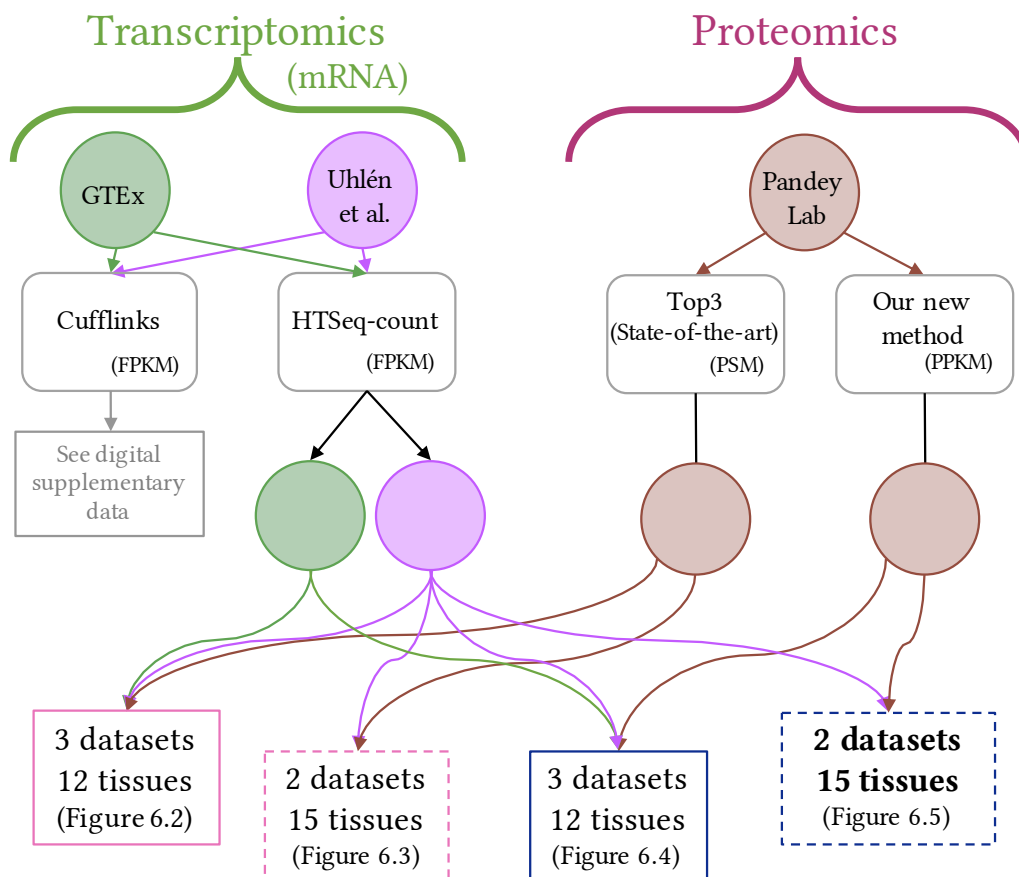 Transcriptomics
(mRNA)
Proteomics
GTEx
Uhlén
et al.
Pandey
Lab
Cufflinks
(FPKM)
HTSeq-count
(FPKM)
Top3
(State-of-the-art)
(PSM)
Our new
method
(PPKM)
See digital
supplementary
data
3 datasets
12 tissues
(Figure 6.2)
2 datasets
15 tissues
(Figure 6.3)
3 datasets
12 tissues
(Figure 6.4)
2 datasets
15 tissues
(Figure 6.5)